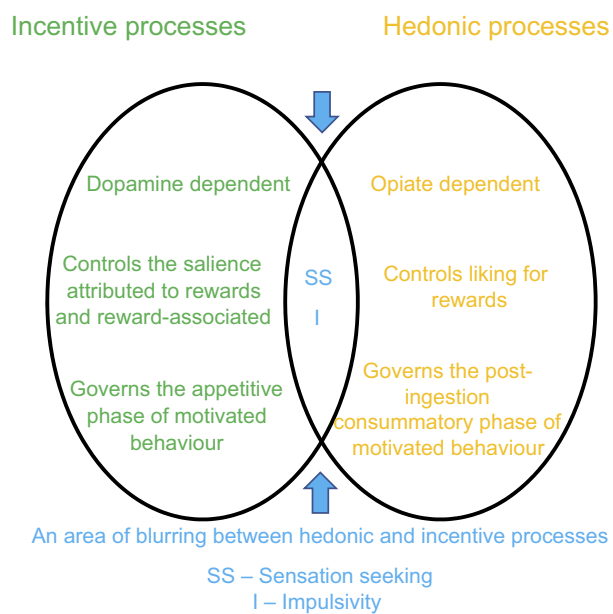 Incentive processes
Hedonic processes
Dopamine dependent
Opiate dependent
Controls the salience
attributed to rewards
and reward-associated
SS
I
Controls liking for
rewards
Governs the appetitive
phase of motivated
behaviour
Governs the post-
ingestion
consummatory phase of
motivated behaviour
An area of blurring between hedonic and incentive processes
SS – Sensation seeking
I – Impulsivity